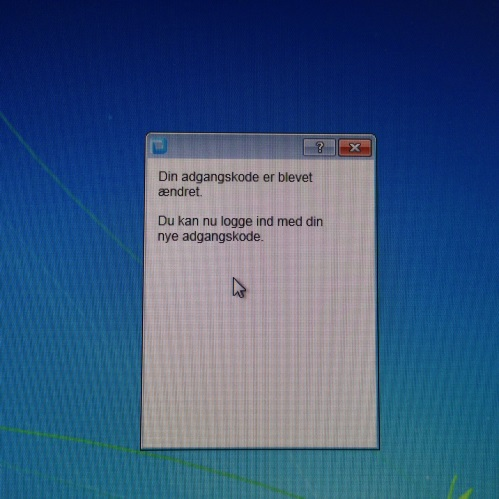 Din adgangskode er blevet
ændret.
Du kan nu logge ind med din
nye adgangskode.